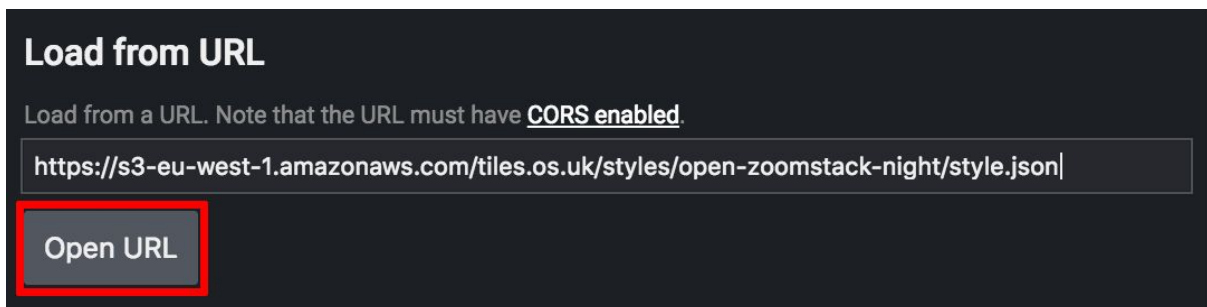 Load from URL
Load from a URL. Note that the URL must have CORS enabled.
https://s3-eu-west-1.amazonaws.com/tiles.os.uk/styles/open-zoomstack-night/style.json
Open URL